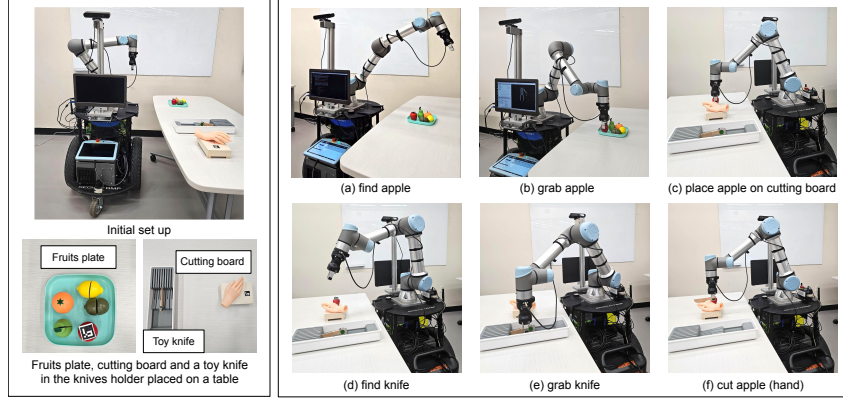 Initial set up
Fruits plate
Cutting board
Toy knife
Fruits plate, cutting board and a toy knife
in the knives holder placed on a table
(a) find apple
(b) grab apple
(c) place apple on cutting board
(d) find knife
(e) grab knife
(f) cut apple (hand)